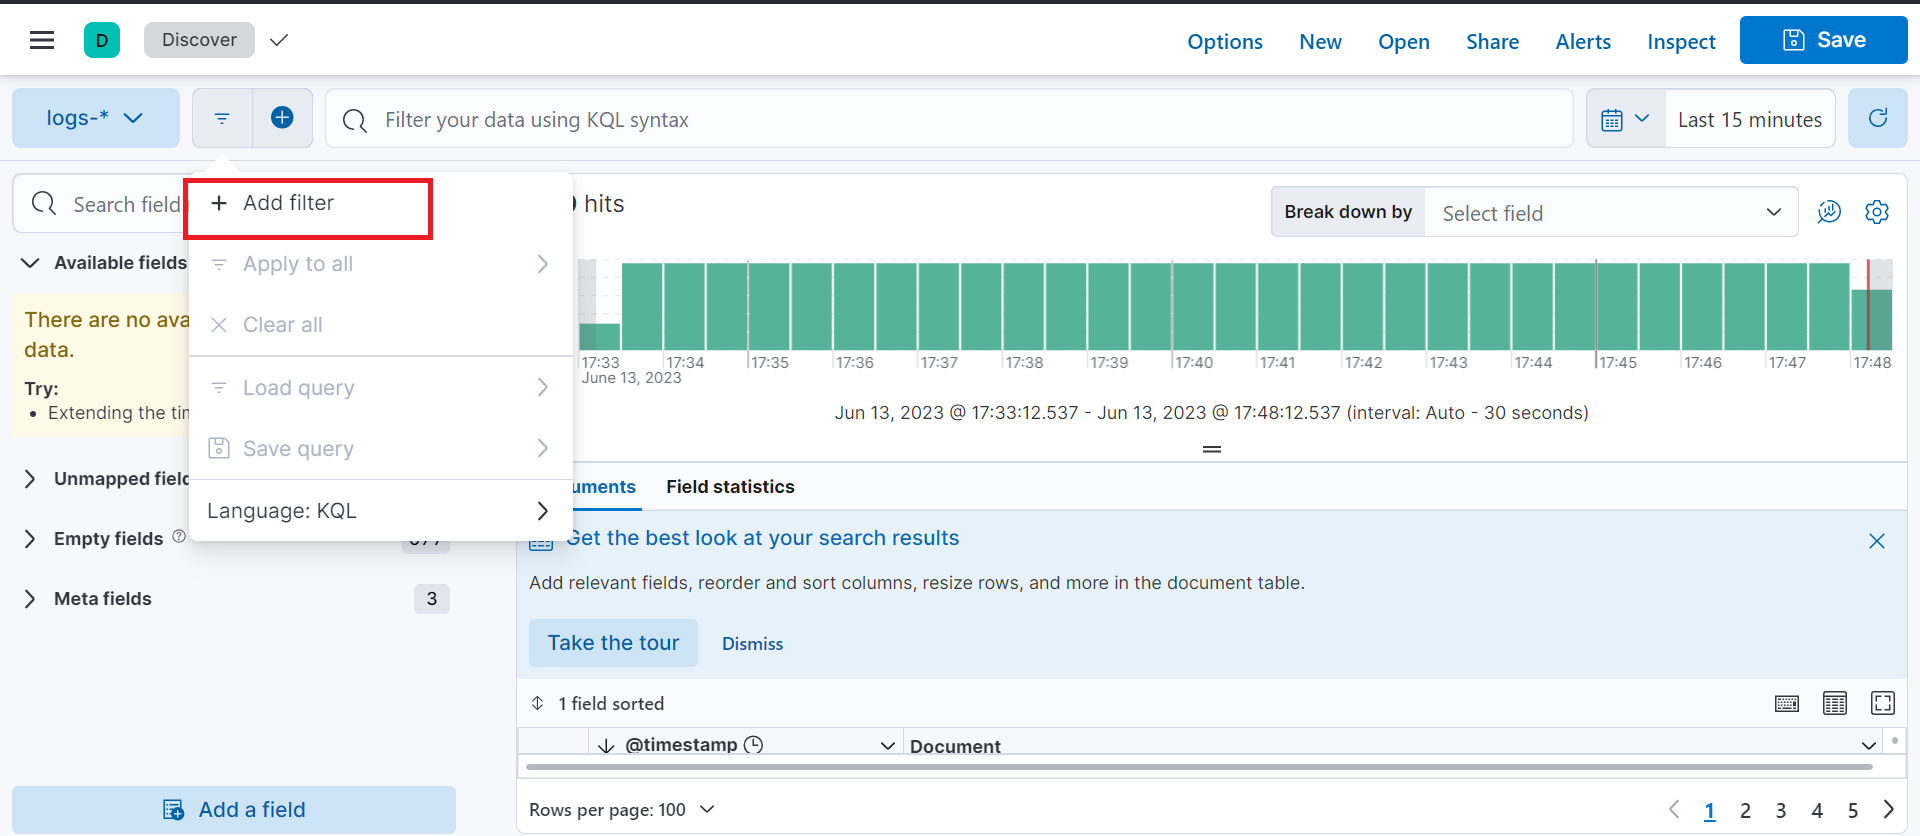 D Discover Options New Open Share Alerts Inspect Save
logs-* Filter your data using KQL syntax Last 15 minutes
Search field
Add filter
hits
Break down by Select field
Available fields
Apply to all
There are no
data.
Clear all
Try:
Extending the
Load query
17:33 17:34 17:35 17:36 17:37 17:38 17:39 17:40 17:41 17:42 17:43 17:44 17:45 17:46 17:47 17:48
June 13, 2023
Jun 13, 2023 @ 17:33:12.537 - Jun 13, 2023 @ 17:48:12.537 (interval: Auto - 30 seconds)
Save query
Unmapped
Language: KQL
uments Field statistics
Empty fields
Get the best look at your search results
Add relevant fields, reorder and sort columns, resize rows, and more in the document table.
Meta fields 3
Take the tour Dismiss
1 field sorted
@timestamp Document
Add a field
Rows per page: 100 1 2 3 4 5